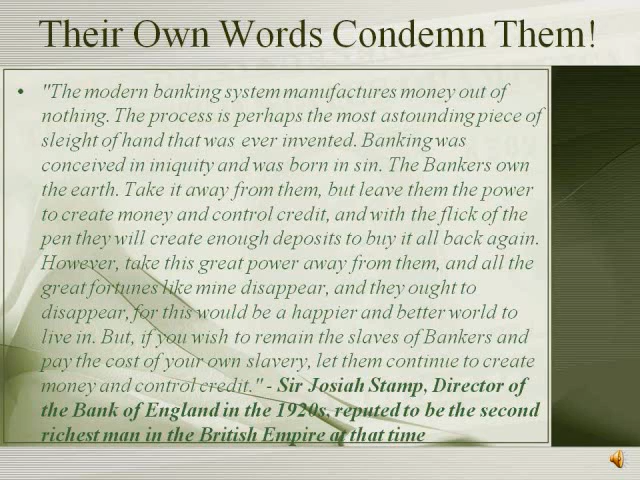 Their Own Words Condemn Them!
• "The modern banking system manufactures money out of
nothing. The process is perhaps the most astounding piece of
sleight of hand that was ever invented. Banking was
conceived in iniquity and was born in sin. The Bankers own
the earth. Take it away from them, but leave them the power
to create money and control credit, and with the flick of the
pen they will create enough deposits to buy it all back again.
However, take this great power away from them, and all the
great fortunes like mine disappear, and they ought to
disappear, for this would be a happier and better world to
live in. But, if you wish to remain the slaves of Bankers and
pay the cost of your own slavery, let them continue to create
money and control credit." - Sir Josiah Stamp, Director of
the Bank of England in the 1920s, reputed to be the second
richest man in the British Empire at that time